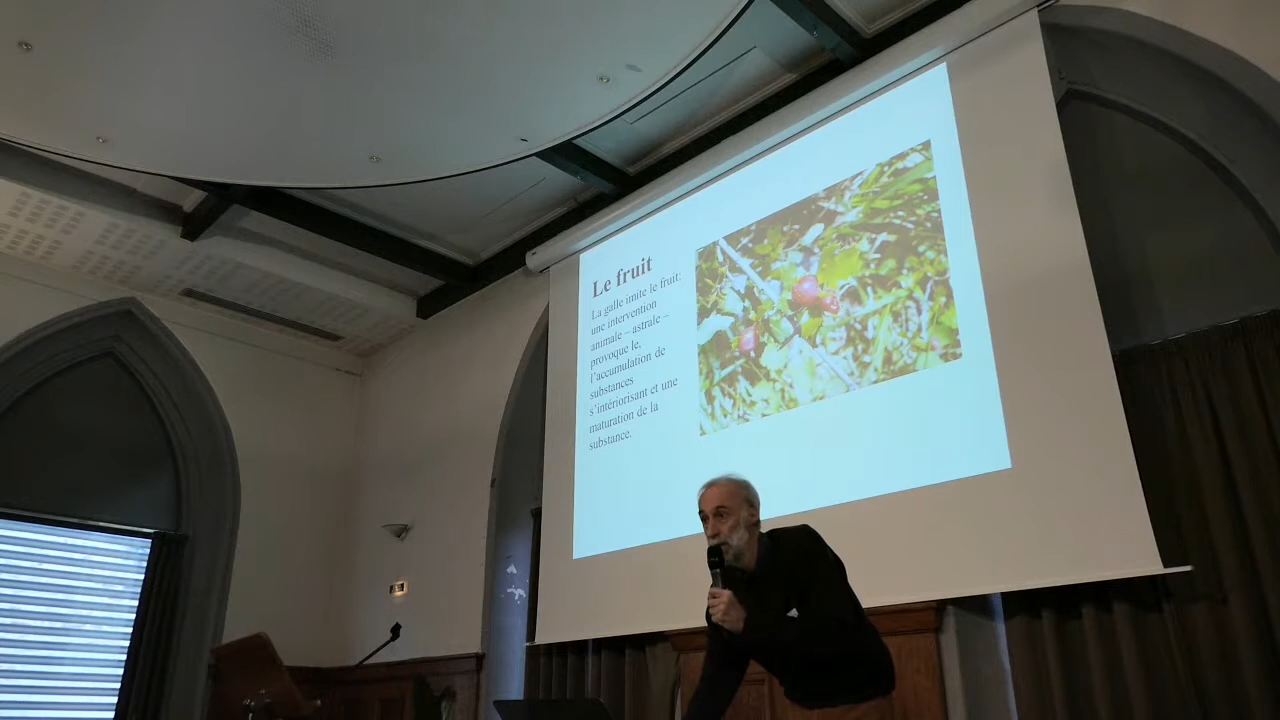 Le fruit
La galle imite le fruit:
une intervention
animale – astrale –
provoque le,
l'accumulation de
substances
s'intériorisant et une
maturation de la
substance.